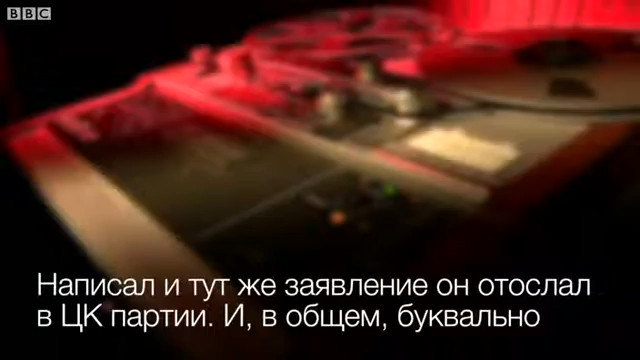 BBC
Написал и тут же заявление он отослал
в ЦК партии. И, в общем, буквально